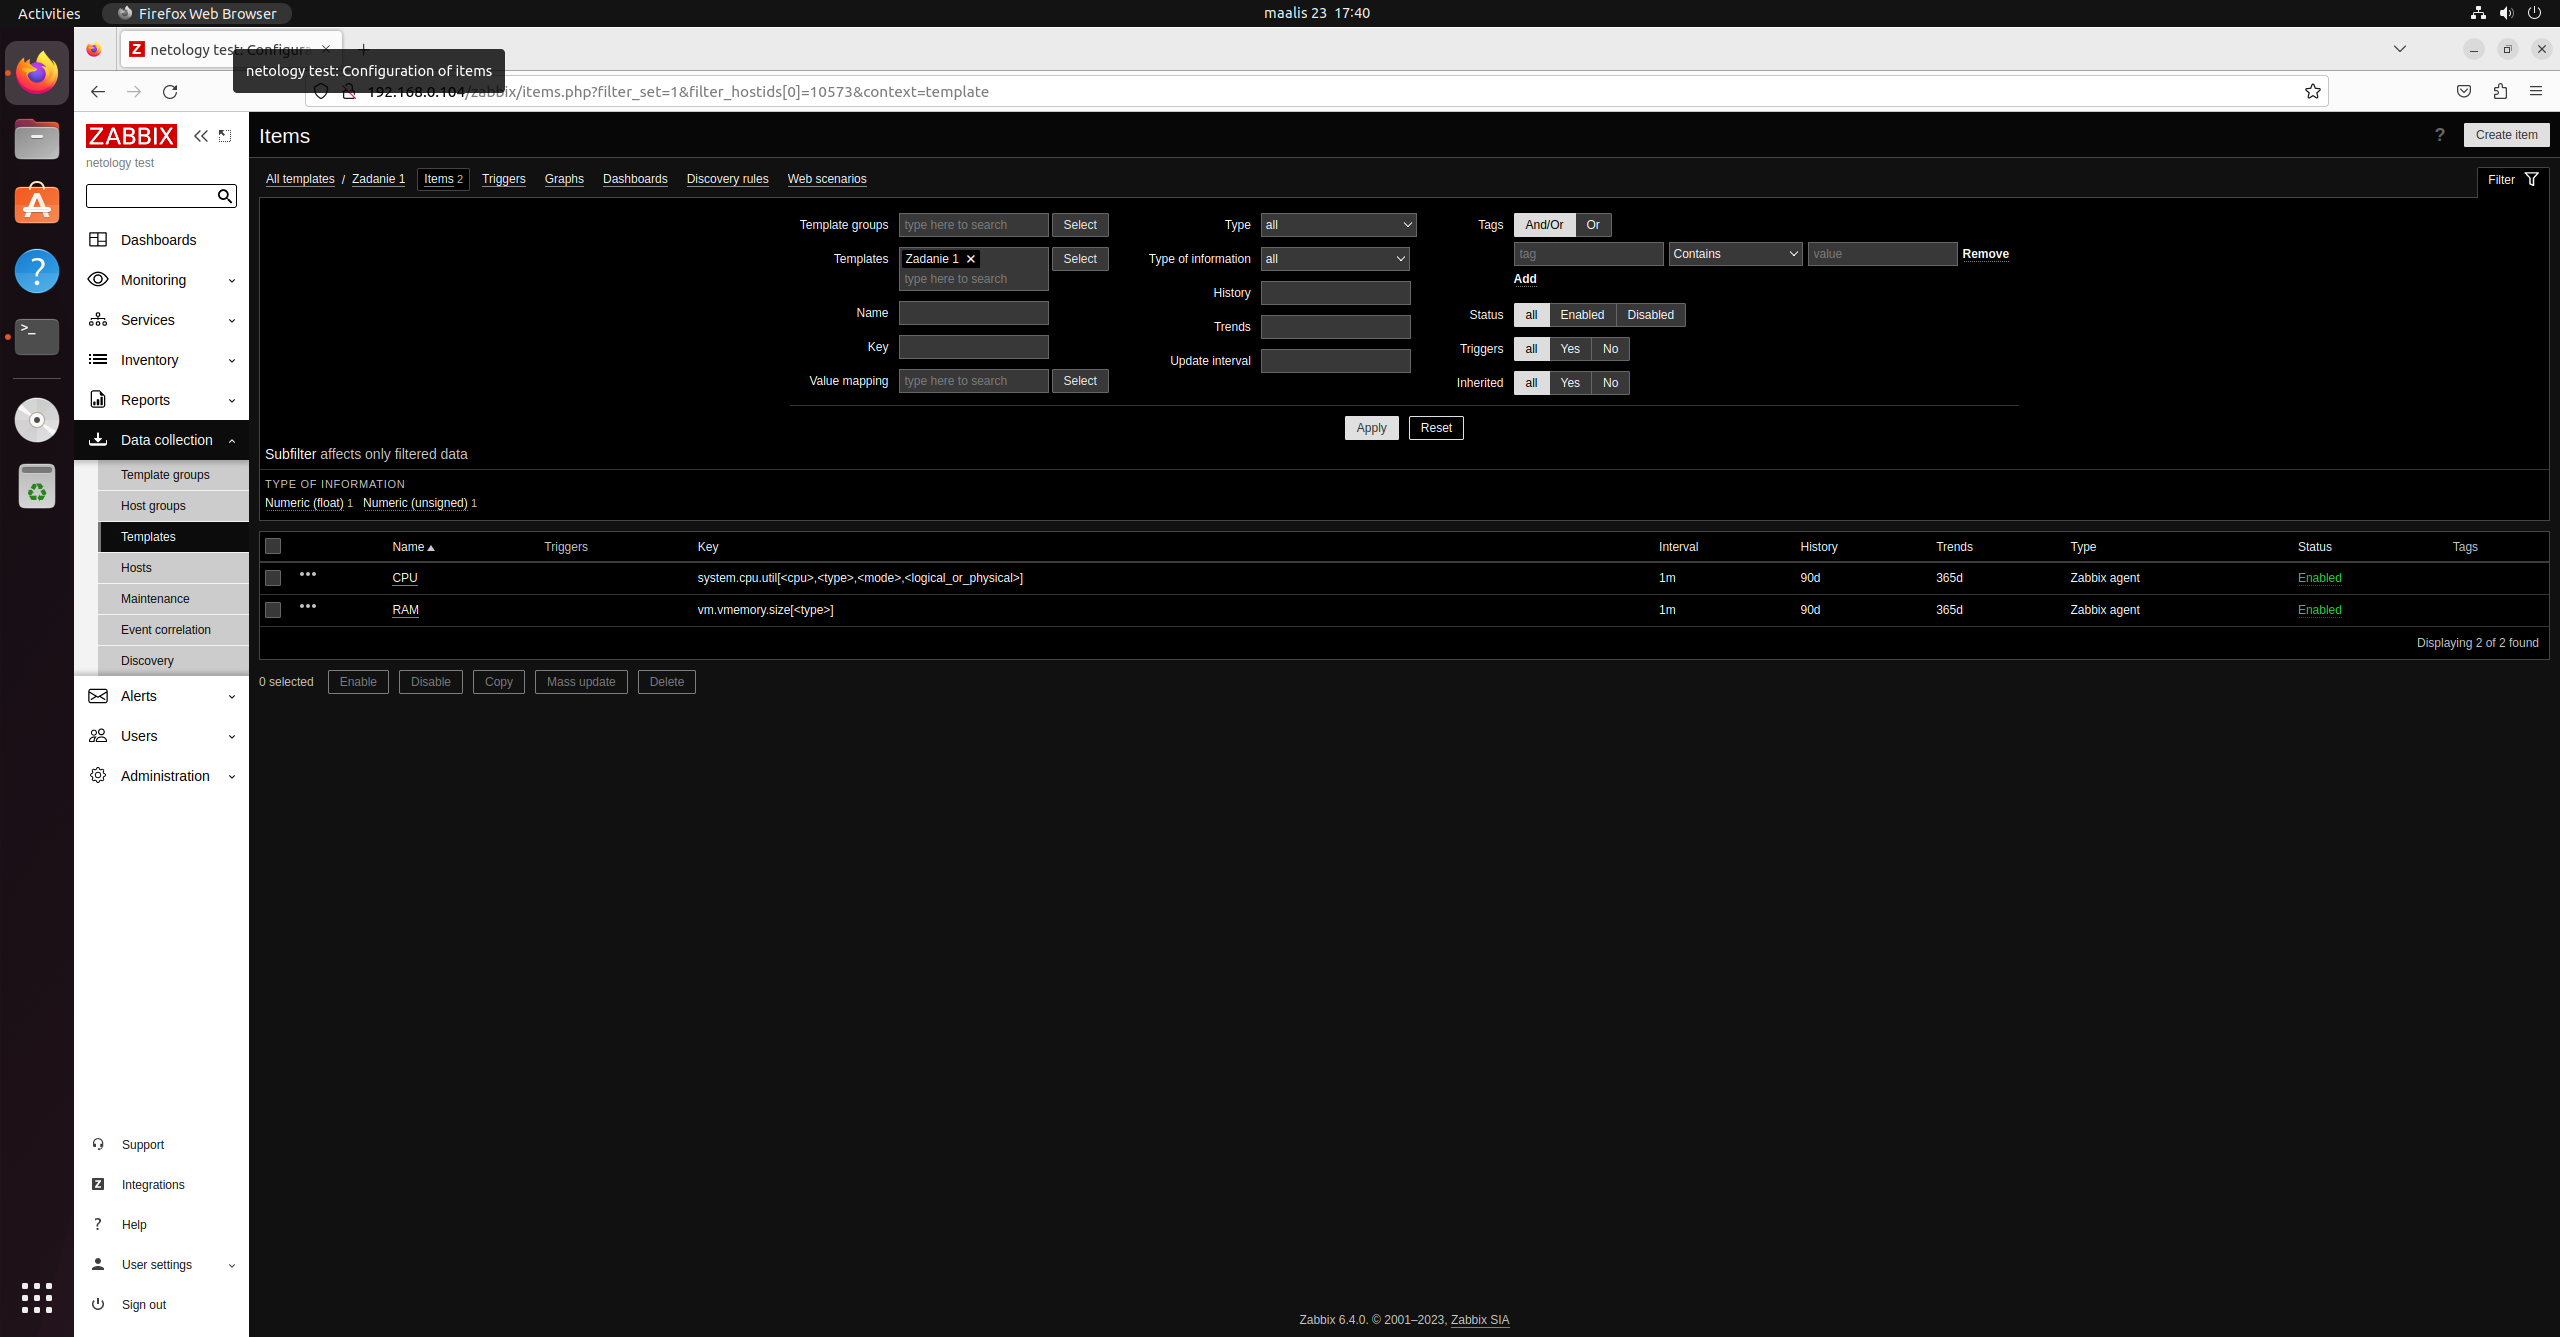 Activities Firefox Web Browser maalis 23 17:40
netology test: Configura
netology test: Configuration of items
192.168.0.104/zabbix/items.php?filter_set=1&filter_hostids[0]=10573&context=template
ZABBIX
netology test
Dashboards
Monitoring
Services
Inventory
Reports
Data collection
Template groups
Host groups
Templates
Hosts
Maintenance
Event correlation
Discovery
Alerts
Users
Administration
Support
Integrations
Help
User settings
Sign out
Items
? Create item
All templates / Zadanie 1 Items 2 Triggers Graphs Dashboards Discovery rules Web scenarios
Filter
Template groups type here to search Select
Templates Zadanie 1 Select
type here to search
Name
Key
Value mapping type here to search Select
Type all
Type of information all
History
Trends
Update interval
Tags And/Or Or
tag Contains value Remove
Add
Status all Enabled Disabled
Triggers all Yes No
Inherited all Yes No
Apply Reset
Subfilter affects only filtered data
TYPE OF INFORMATION
Numeric (float) 1 Numeric (unsigned) 1
Name Triggers Key Interval History Trends Type Status Tags
CPU system.cpu.util[<cpu>,<type>,<mode>,<logical_or_physical>] 1m 90d 365d Zabbix agent Enabled
RAM vm.vmemory.size[<type>] 1m 90d 365d Zabbix agent Enabled
Displaying 2 of 2 found
0 selected Enable Disable Copy Mass update Delete
Zabbix 6.4.0. © 2001–2023, Zabbix SIA